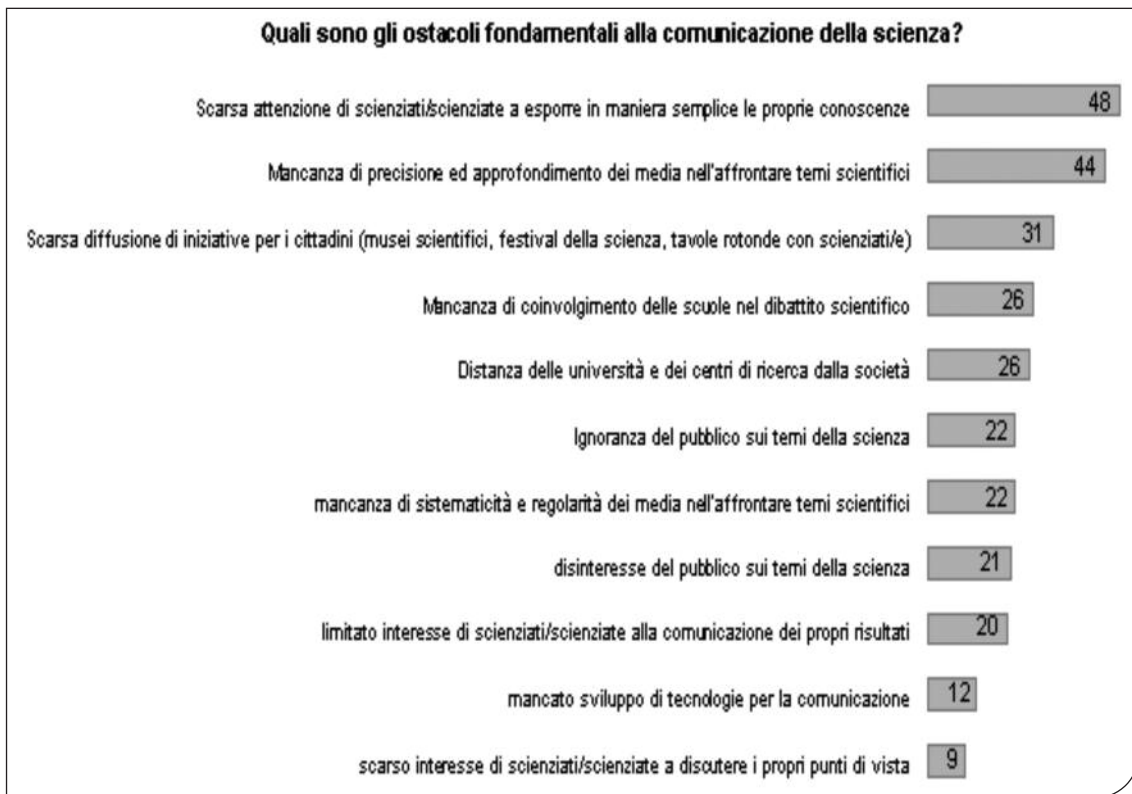 Quali sono gli ostacoli fondamentali alla comunicazione della scienza?
Scarsa attenzione di scienziati/scienziate a esporre in maniera semplice le proprie conoscenze 48
Mancanza di precisione ed approfondimento dei media nell'affrontare temi scientifici 44
Scarsa diffusione di iniziative per i cittadini (musei scientifici, festival della scienza, tavole rotonde con scienziati/e) 31
Mancanza di coinvolgimento delle scuole nel dibattito scientifico 26
Distanza delle università e dei centri di ricerca dalla società 26
Ignoranza del pubblico sui temi della scienza 22
mancanza di sistematicità e regolarità dei media nell'affrontare temi scientifici 22
disinteresse del pubblico sui temi della scienza 21
limitato interesse di scienziati/scienziate alla comunicazione dei propri risultati 20
mancato sviluppo di tecnologie per la comunicazione 12
scarso interesse di scienziati/scienziate a discutere i propri punti di vista 9